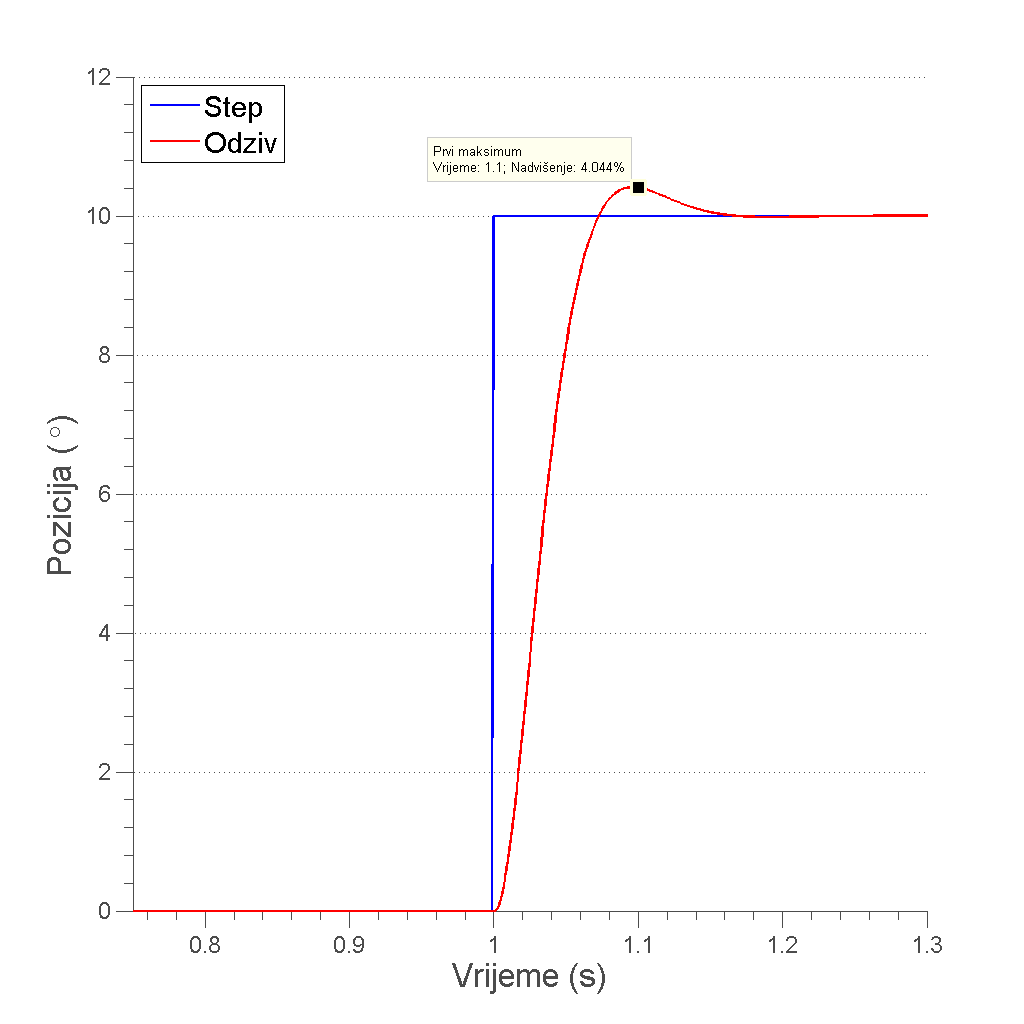 12
Step
Odziv
Prvi maksimum
Vrijeme: 1.1; Nadvišenje: 4.044%
10
8
6
4
2
0
Pozicija (°)
0.8 0.9 1 1.1 1.2 1.3
Vrijeme (s)